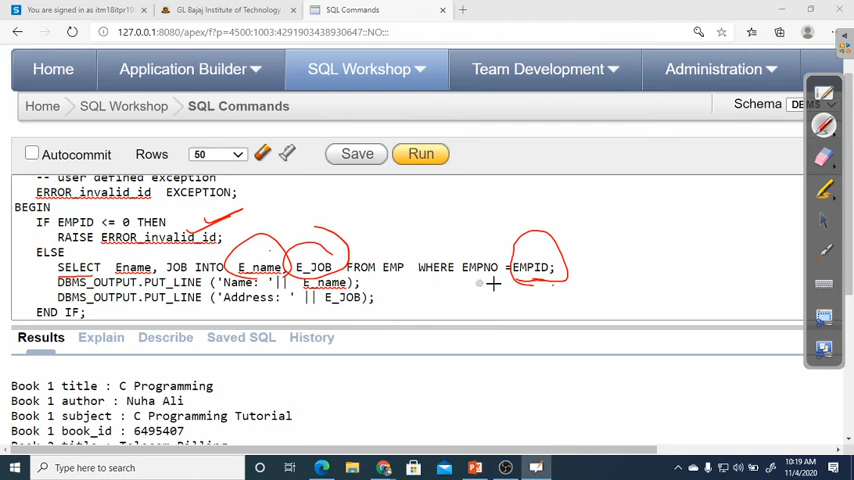 You are signed in as itm18itpr19
GL Bajaj Institute of Technology
SQL Commands
127.0.0.1:8080/apex/f?p=4500:1003:4291903438930647::NO:::
Home
Application Builder
SQL Workshop
Team Development
Administration
Home
SQL Workshop
SQL Commands
Schema
Autocommit
Rows
50
Save
Run
-- user defined exception
ERROR_invalid_id EXCEPTION;
BEGIN
IF EMPID <= 0 THEN
RAISE ERROR_invalid_id;
ELSE
SELECT Ename, JOB INTO E_name, E_JOB FROM EMP WHERE EMPNO =EMPID;
DBMS_OUTPUT.PUT_LINE ('Name: '|| E_name);
DBMS_OUTPUT.PUT_LINE ('Address: ' || E_JOB);
END IF;
Results
Explain
Describe
Saved SQL
History
Book 1 title : C Programming
Book 1 author : Nuha Ali
Book 1 subject : C Programming Tutorial
Book 1 book_id : 6495407
Type here to search
10:19 AM
11/4/2020